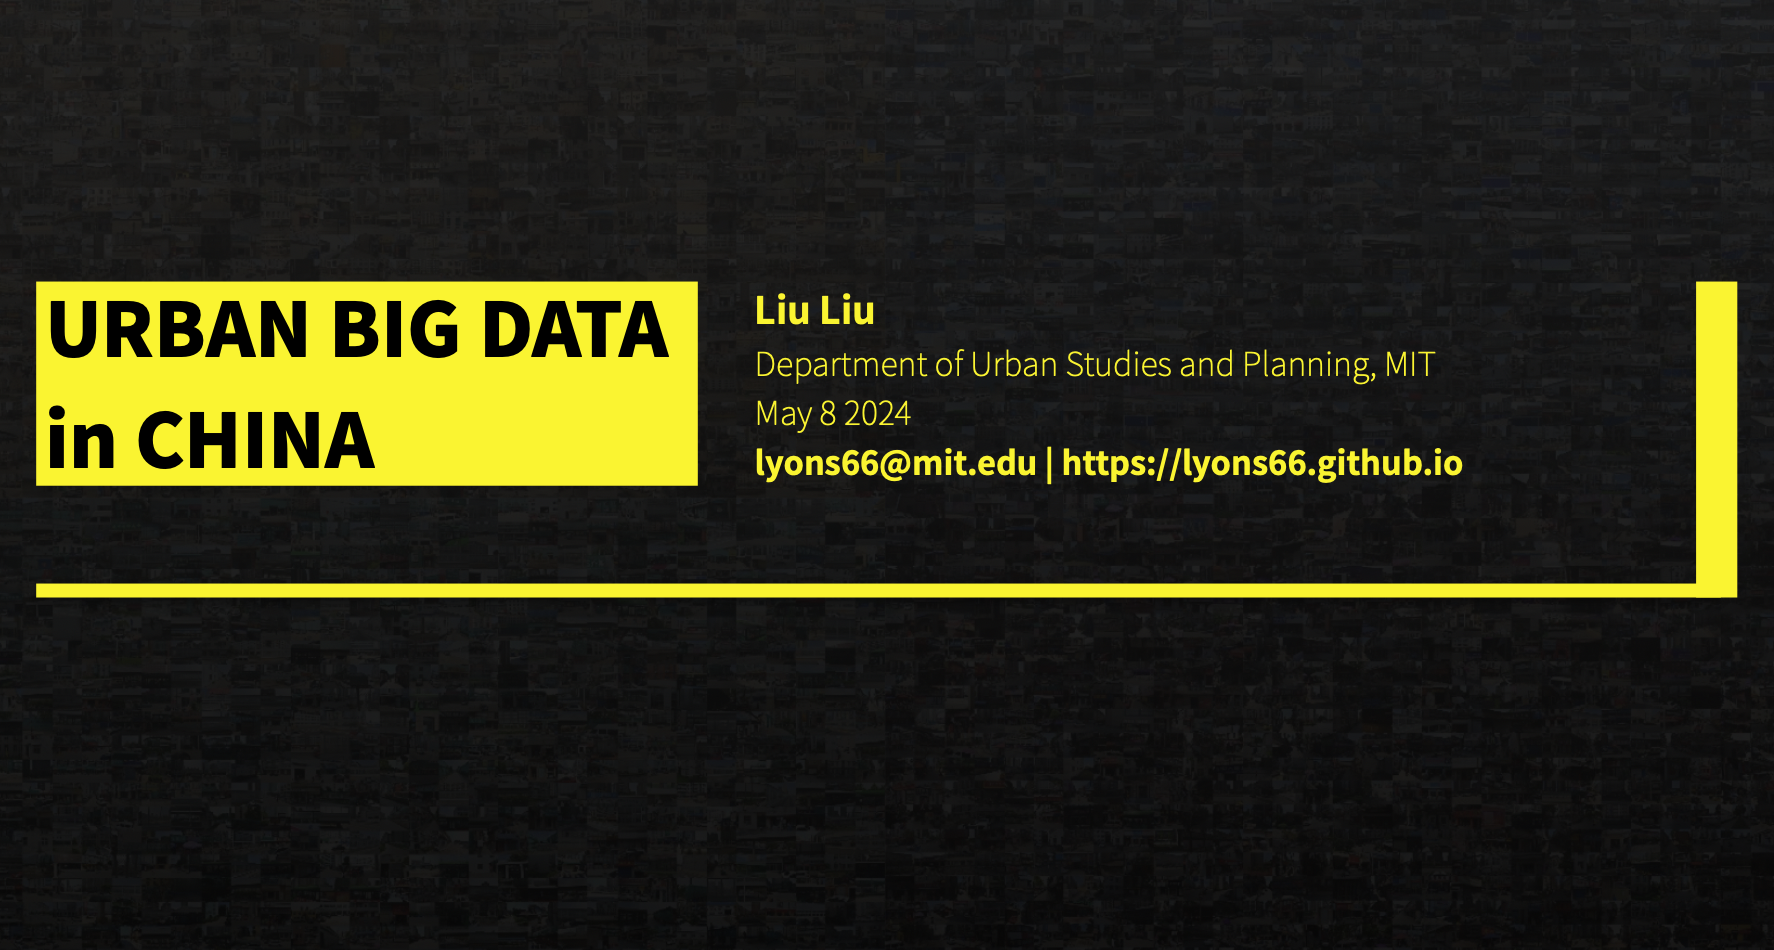 URBAN BIG DATA
in CHINA
Liu Liu
Department of Urban Studies and Planning, MIT
May 8 2024
lyons66@mit.edu | https://lyons66.github.io